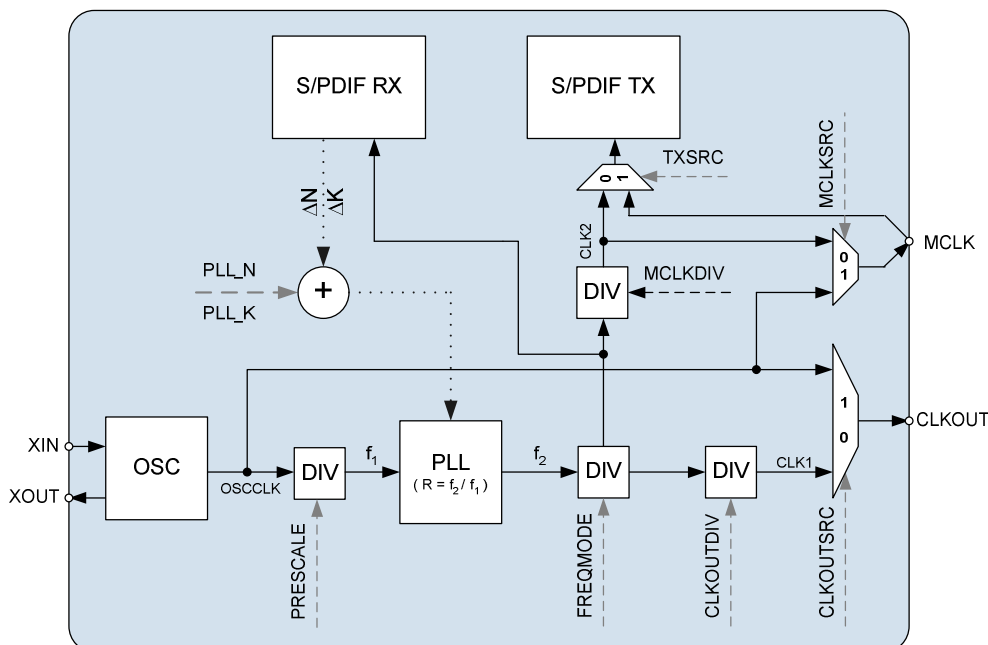 S/PDIF RX
S/PDIF TX
TXSRC
MCLKSRC
0 1
ΔN
ΔK
CLK2
0
1
MCLK
PLL_N
PLL_K
+
DIV
MCLKDIV
1
0
CLKOUT
XIN
XOUT
OSC
OSCCLK
DIV
f1
PLL
( R = f2 / f1 )
f2
DIV
DIV
CLK1
PRESCALE
FREQMODE
CLKOUTDIV
CLKOUTSRC